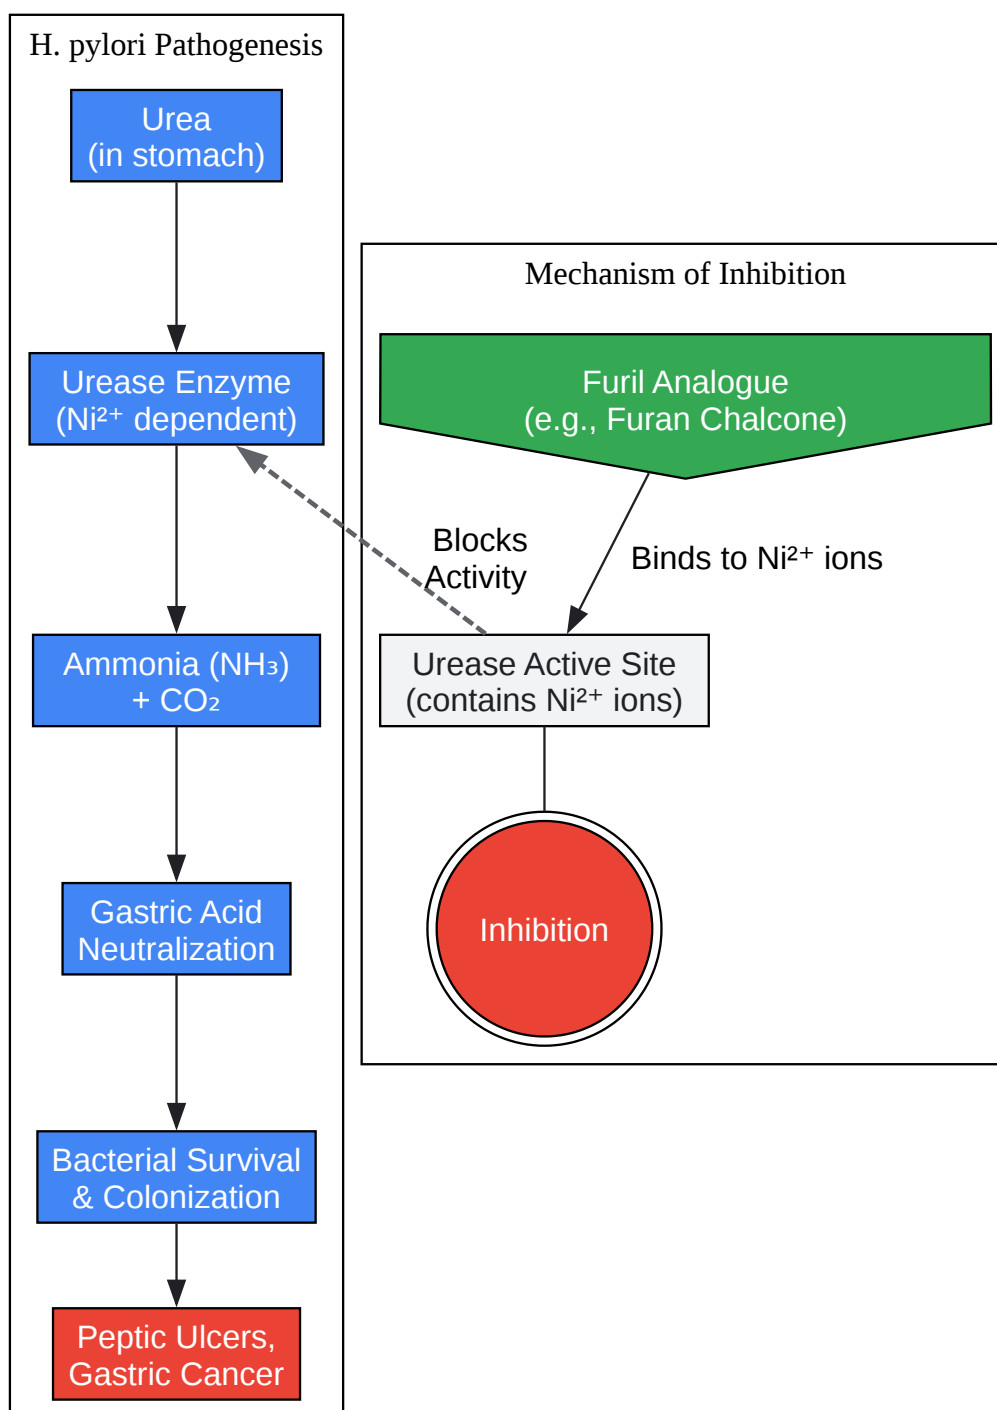 H. pylori Pathogenesis
Urea
(in stomach)
Urease Enzyme
(Ni²⁺ dependent)
Ammonia (NH₃)
+ CO₂
Gastric Acid
Neutralization
Bacterial Survival
& Colonization
Peptic Ulcers,
Gastric Cancer
Mechanism of Inhibition
Furil Analogue
(e.g., Furan Chalcone)
Binds to Ni²⁺ ions
Blocks
Activity
Urease Active Site
(contains Ni²⁺ ions)
Inhibition